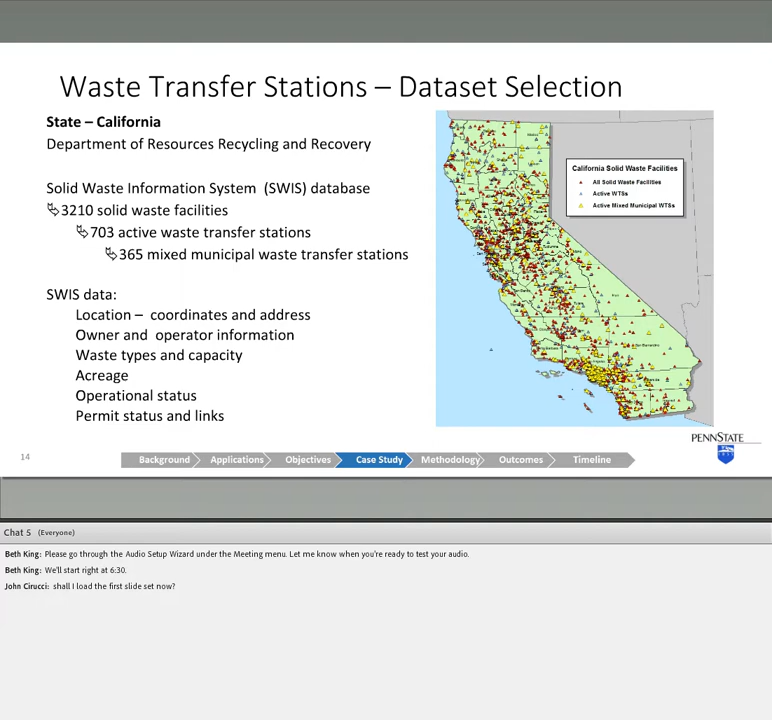 Waste Transfer Stations – Dataset Selection
State – California
Department of Resources Recycling and Recovery
Solid Waste Information System (SWIS) database
3210 solid waste facilities
703 active waste transfer stations
365 mixed municipal waste transfer stations
SWIS data:
Location – coordinates and address
Owner and operator information
Waste types and capacity
Acreage
Operational status
Permit status and links
California Solid Waste Facilities
All Solid Waste Facilities
Active WTSs
Active Mixed Municipal WTSs
PENNSTATE
14
Background Applications Objectives Case Study Methodology Outcomes Timeline
Chat 5 (Everyone)
Beth King: Please go through the Audio Setup Wizard under the Meeting menu. Let me know when you're ready to test your audio.
Beth King: We'll start right at 6:30.
John Cirucci: shall I load the first slide set now?